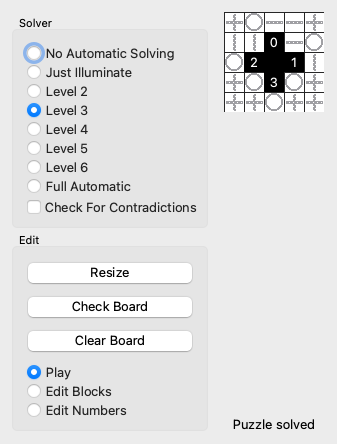 Solver
No Automatic Solving
Just Illuminate
Level 2
Level 3
Level 4
Level 5
Level 6
Full Automatic
Check For Contradictions
Edit
Resize
Check Board
Clear Board
Play
Edit Blocks
Edit Numbers
0
2 1
3
Puzzle solved